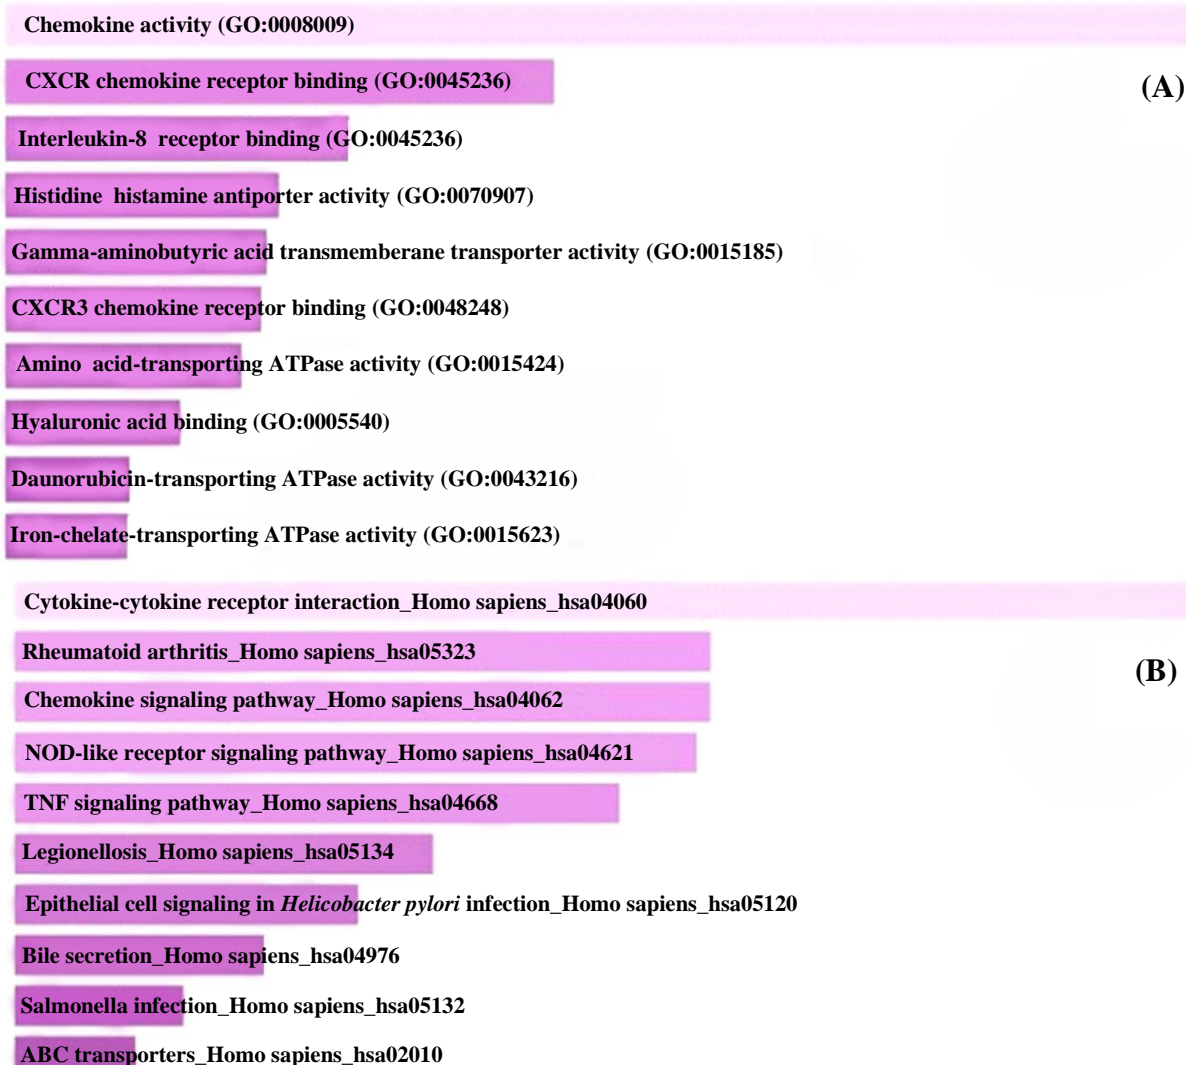 Chemokine activity (GO:0008009)
CXCR chemokine receptor binding (GO:0045236)
(A)
Interleukin-8 receptor binding (GO:0045236)
Histidine histamine antiporter activity (GO:0070907)
Gamma-aminobutyric acid transmemberane transporter activity (GO:0015185)
CXCR3 chemokine receptor binding (GO:0048248)
Amino acid-transporting ATPase activity (GO:0015424)
Hyaluronic acid binding (GO:0005540)
Daunorubicin-transporting ATPase activity (GO:0043216)
Iron-chelate-transporting ATPase activity (GO:0015623)
Cytokine-cytokine receptor interaction_Homo sapiens_hsa04060
Rheumatoid arthritis_Homo sapiens_hsa05323
(B)
Chemokine signaling pathway_Homo sapiens_hsa04062
NOD-like receptor signaling pathway_Homo sapiens_hsa04621
TNF signaling pathway_Homo sapiens_hsa04668
Legionellosis_Homo sapiens_hsa05134
Epithelial cell signaling in Helicobacter pylori infection_Homo sapiens_hsa05120
Bile secretion_Homo sapiens_hsa04976
Salmonella infection_Homo sapiens_hsa05132
ABC transporters_Homo sapiens_hsa02010